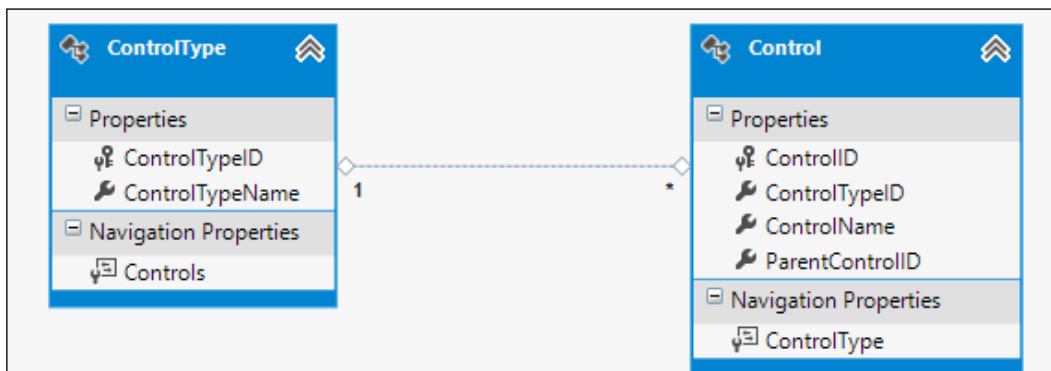 ControlType
Properties
ControlTypeID
ControlTypeName
Navigation Properties
Controls
1
*
Control
Properties
ControlID
ControlTypeID
ControlName
ParentControlID
Navigation Properties
ControlType